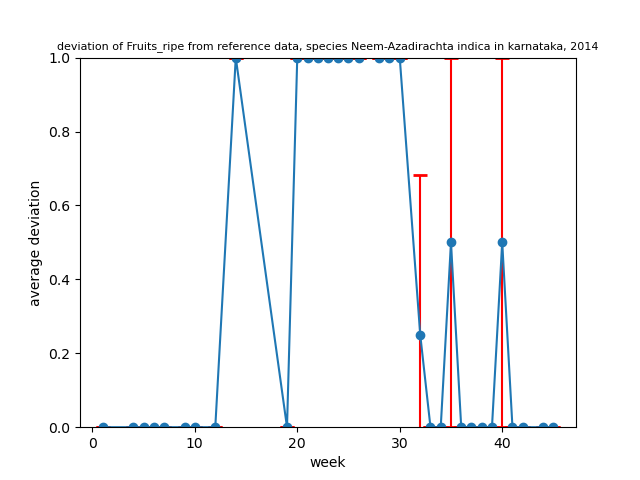 deviation of Fruits_ripe from reference data, species Neem-Azadirachta indica in karnataka, 2014
1.0
0.8
0.6
0.4
0.2
0.0
average deviation
0 10 20 30 40
week